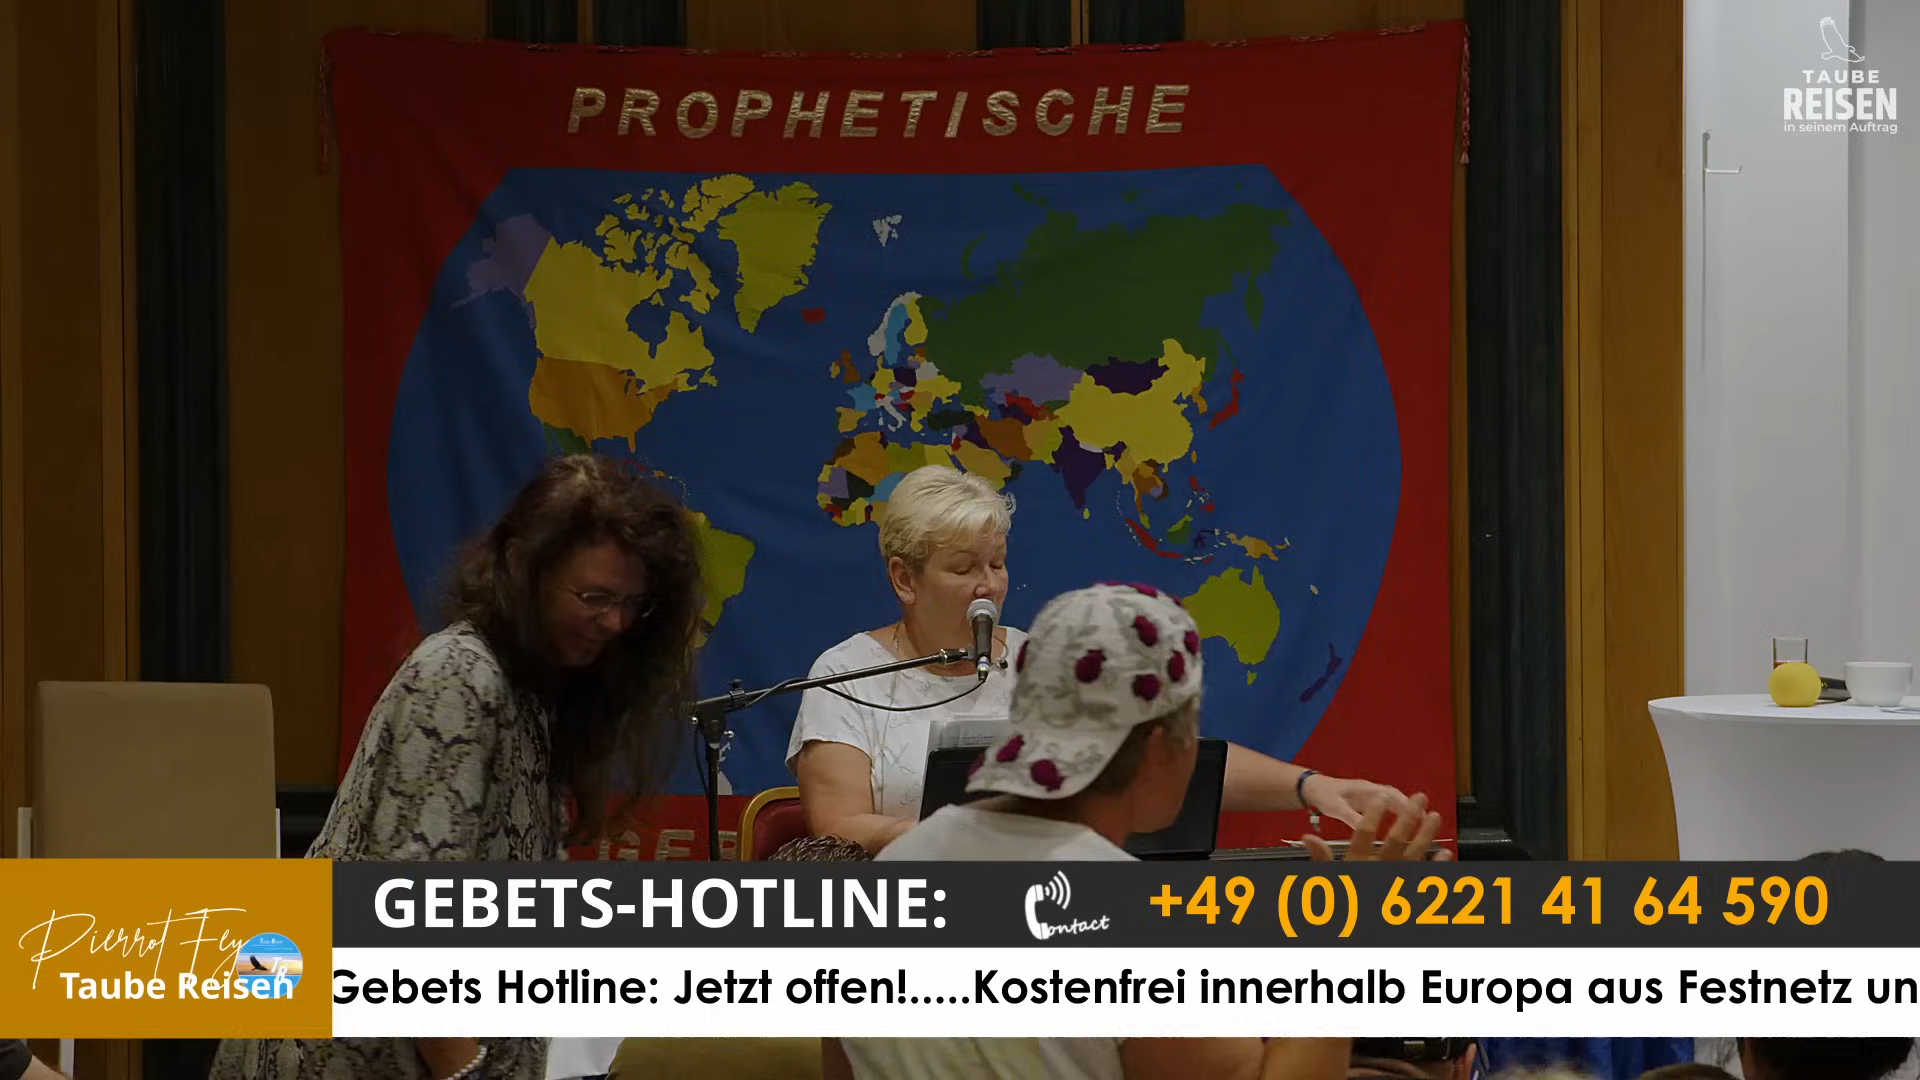 PROPHETISCHE
TAUBE
REISEN
in seinem Auftrag
GEBETS-HOTLINE:
Contact
+49 (0) 6221 41 64 590
Pierrot Fey
Taube Reisen
Gebets Hotline: Jetzt offen!.....Kostenfrei innerhalb Europa aus Festnetz un